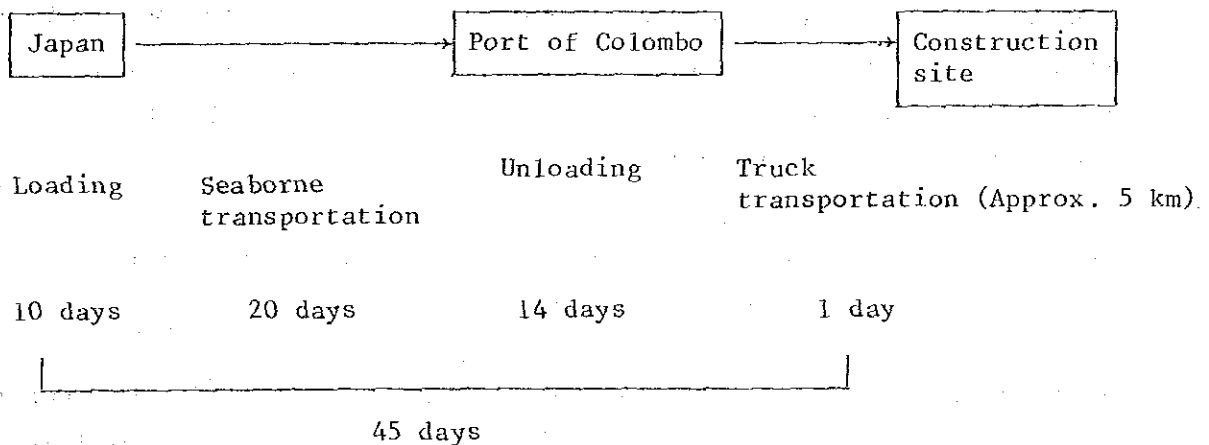 Japan
Port of Colombo
Construction
site
Loading
Seaborne
transportation
Unloading
Truck
transportation (Approx. 5 km)
10 days
20 days
14 days
1 day
45 days